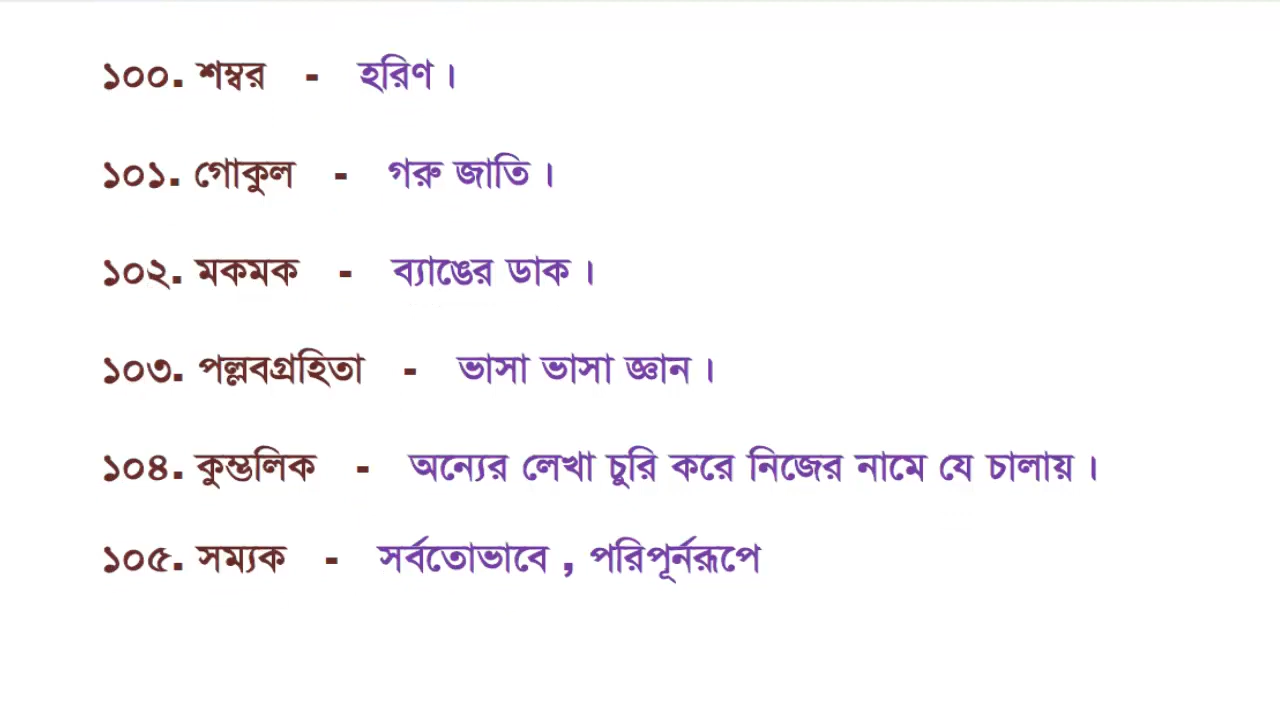 ১০০. শম্বর - হরিণ।
১০১. গোকুল - গরু জাতি।
১০২. মকমক - ব্যাঙের ডাক।
১০৩. পল্লবগ্রহিতা - ভাসা ভাসা জ্ঞান।
১০৪. কুম্ভলিক - অন্যের লেখা চুরি করে নিজের নামে যে চালায়।
১০৫. সম্যক - সর্বতোভাবে , পরিপূর্নরূপে